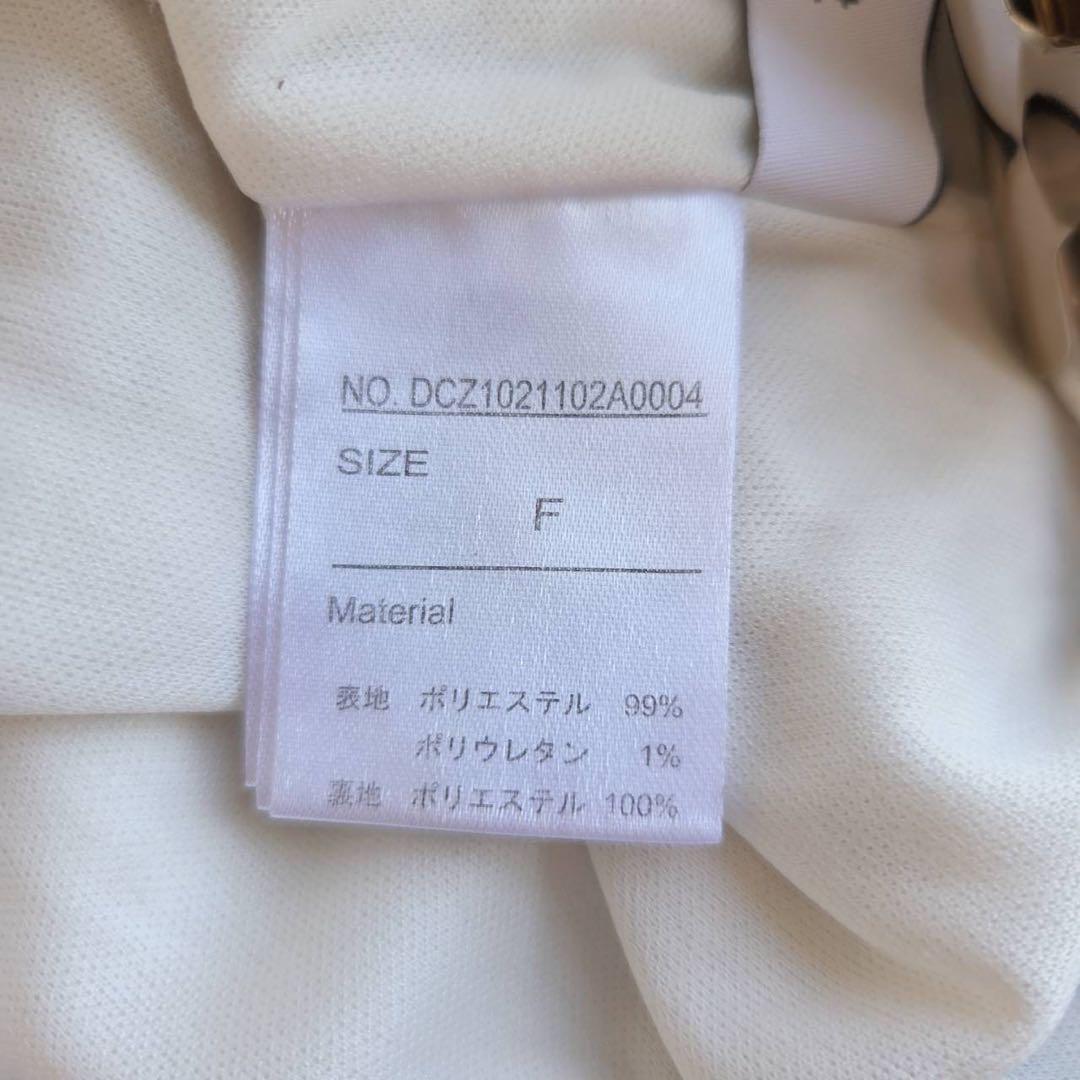 NO. DCZ1021102A0004
SIZE
F
Material
表地 ポリエステル 99%
ポリウレタン 1%
裏地 ポリエステル 100%